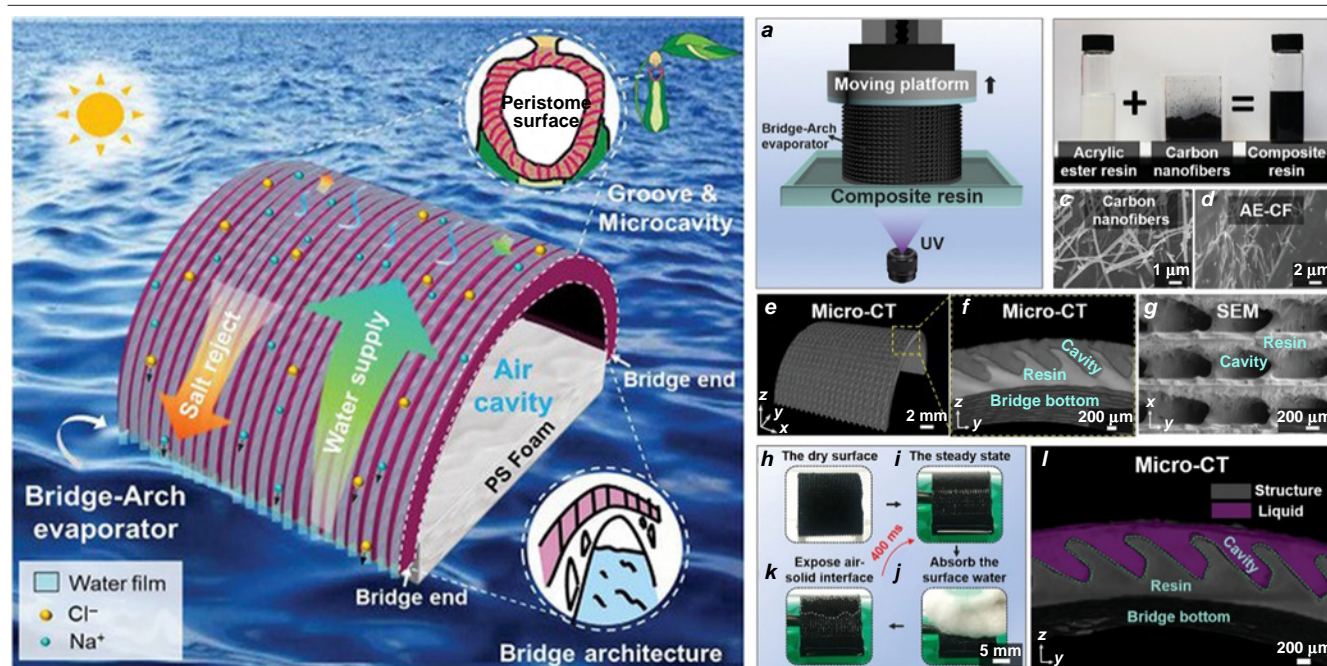 Peristome
surface
Groove &
Microcavity
Salt reject
Water supply
Air
cavity
PS Foam
Bridge end
Bridge-Arch
evaporator
Water film
Cl⁻
Na⁺
Bridge end
Bridge architecture
a
Moving platform
Bridge-Arch
evaporator
Composite resin
UV
+
=
Acrylic
ester resin
Carbon
nanofibers
Composite
resin
c
Carbon
nanofibers
1 μm
d
AE-CF
2 μm
e
Micro-CT
z
y
x
2 mm
f
Micro-CT
Cavity
Resin
Bridge bottom
z
y
200 μm
g
SEM
Resin
Cavity
x
y
200 μm
h
The dry surface
i
The steady state
400 ms
k
Expose air-
solid interface
j
Absorb the
surface water
5 mm
l
Micro-CT
Structure
Liquid
Cavity
Resin
Bridge bottom
z
y
200 μm